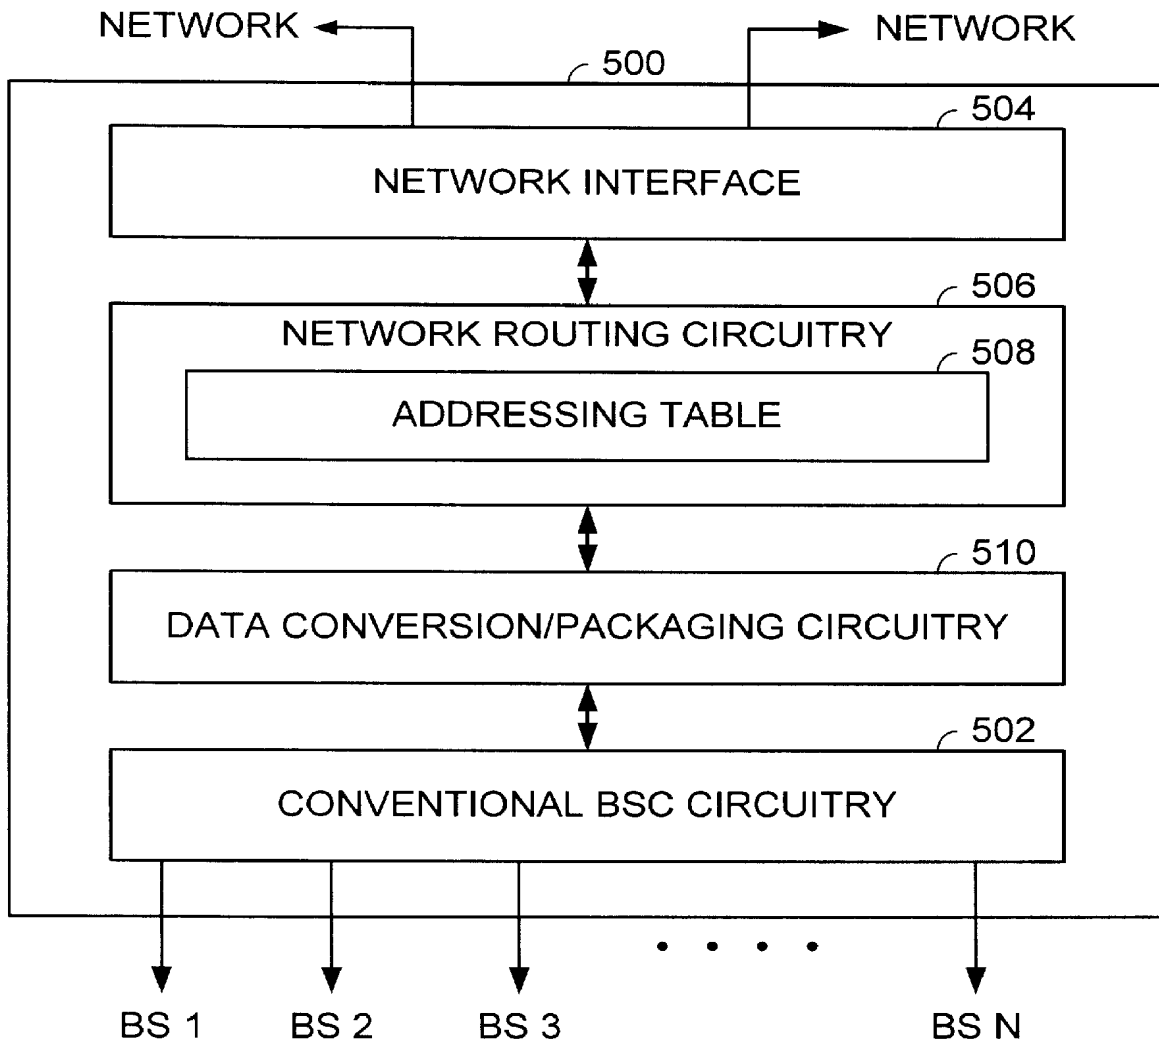 NETWORK
NETWORK
500
504
NETWORK INTERFACE
506
NETWORK ROUTING CIRCUITRY
508
ADDRESSING TABLE
510
DATA CONVERSION/PACKAGING CIRCUITRY
502
CONVENTIONAL BSC CIRCUITRY
BS 1
BS 2
BS 3
BS N